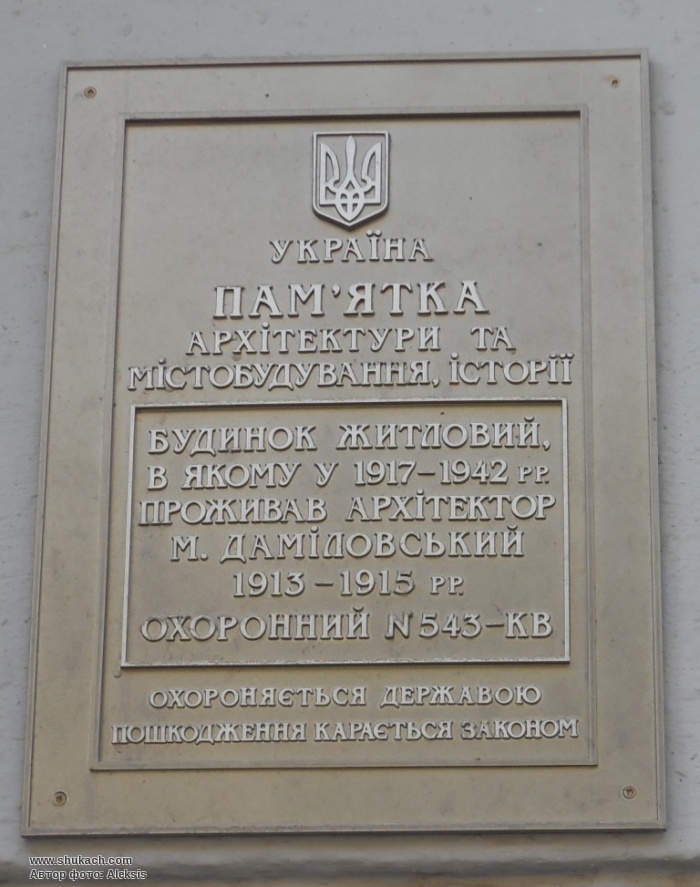 УКРАЇНА
ПАМ'ЯТКА
АРХІТЕКТУРИ ТА
МІСТОБУДУВАННЯ, ІСТОРІЇ
БУДИНОК ЖИТЛОВИЙ,
В ЯКОМУ У 1917–1942 РР.
ПРОЖИВАВ АРХІТЕКТОР
М. ДАМІЛОВСЬКИЙ
1913 – 1915 РР.
ОХОРОННИЙ N 543–КВ
ОХОРОНЯЄТЬСЯ ДЕРЖАВОЮ
ПОШКОДЖЕННЯ КАРАЄТЬСЯ ЗАКОНОМ
www.shukach.com
Автор фото: Aleksis